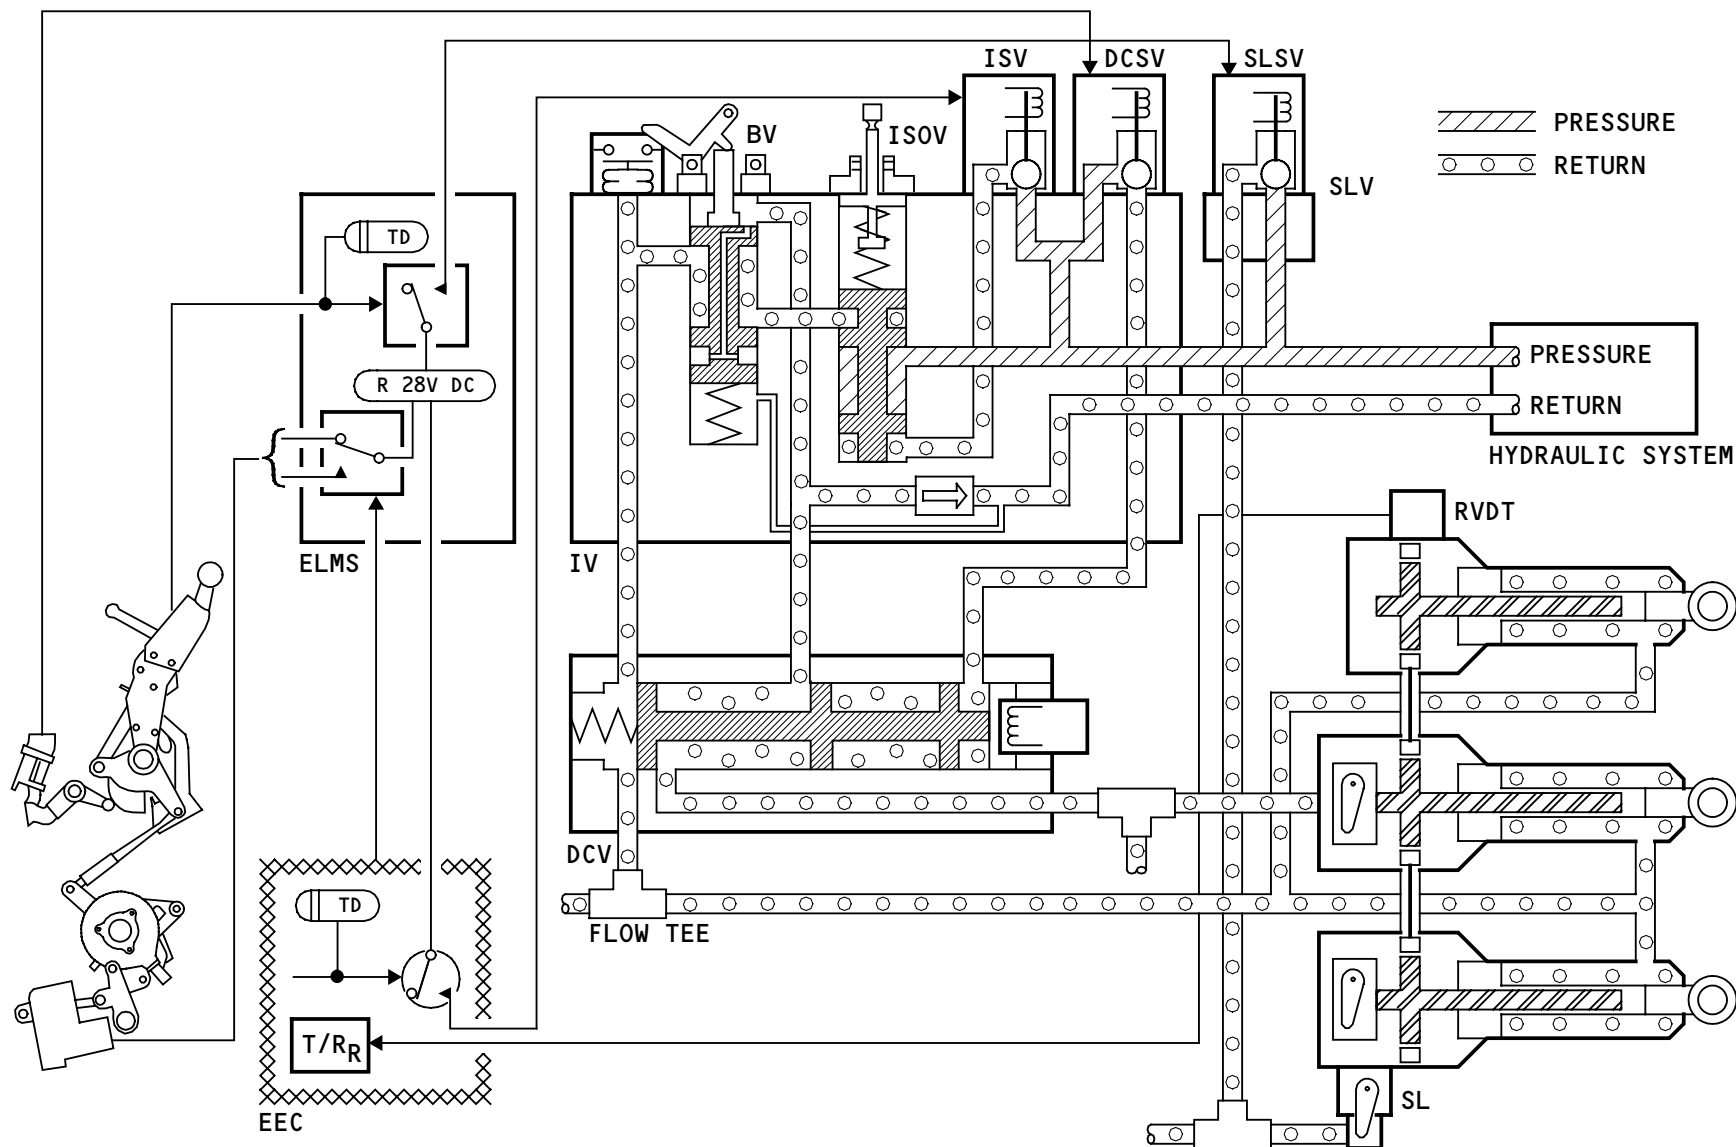 ISV
DCSV
SLSV
BV
ISOV
PRESSURE
RETURN
SLV
TD
R 28V DC
PRESSURE
RETURN
HYDRAULIC SYSTEM
RVDT
ELMS
IV
DCV
FLOW TEE
TD
T/RR
SL
EEC